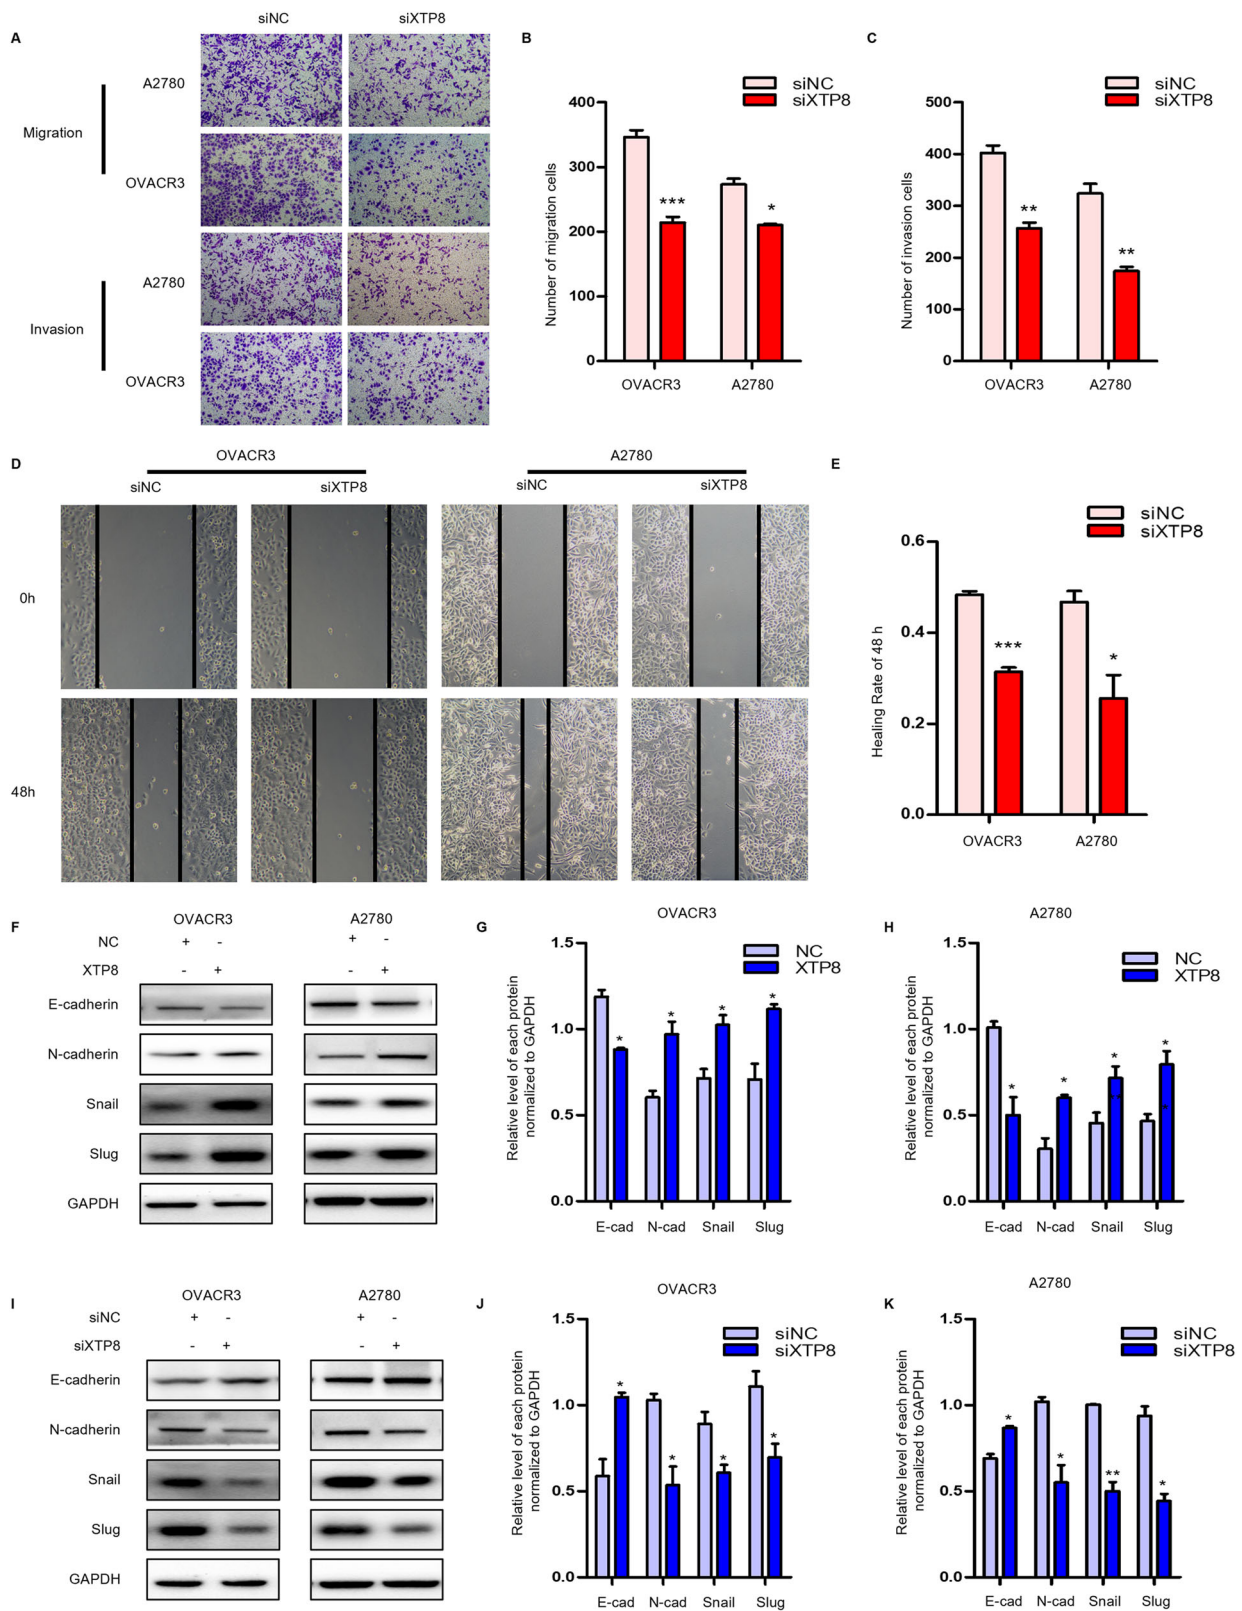 siNC siXTP8
A
A2780
Migration
OVACR3
A2780
Invasion
OVACR3
B
siNC
siXTP8
400
300
200
100
0
Number of migration cells
***
*
OVACR3 A2780
C
siNC
siXTP8
500
400
300
200
100
0
Number of invasion cells
**
**
OVACR3 A2780
D
OVACR3 A2780
siNC siXTP8 siNC siXTP8
0h
48h
E
siNC
siXTP8
0.6
0.4
0.2
0.0
Healing Rate of 48 h
***
*
OVACR3 A2780
F
OVACR3 A2780
NC + - + -
XTP8 - + - +
E-cadherin
N-cadherin
Snail
Slug
GAPDH
G
OVACR3
NC
XTP8
1.5
1.0
0.5
0.0
Relative level of each protein
normalized to GAPDH
* * * *
E-cad N-cad Snail Slug
H
A2780
NC
XTP8
1.5
1.0
0.5
0.0
Relative level of each protein
normalized to GAPDH
* * * *
E-cad N-cad Snail Slug
I
OVACR3 A2780
siNC + - + -
siXTP8 - + - +
E-cadherin
N-cadherin
Snail
Slug
GAPDH
J
OVACR3
siNC
siXTP8
1.5
1.0
0.5
0.0
Relative level of each protein
normalized to GAPDH
* * * *
E-cad N-cad Snail Slug
K
A2780
siNC
siXTP8
1.5
1.0
0.5
0.0
Relative level of each protein
normalized to GAPDH
* * ** *
E-cad N-cad Snail Slug